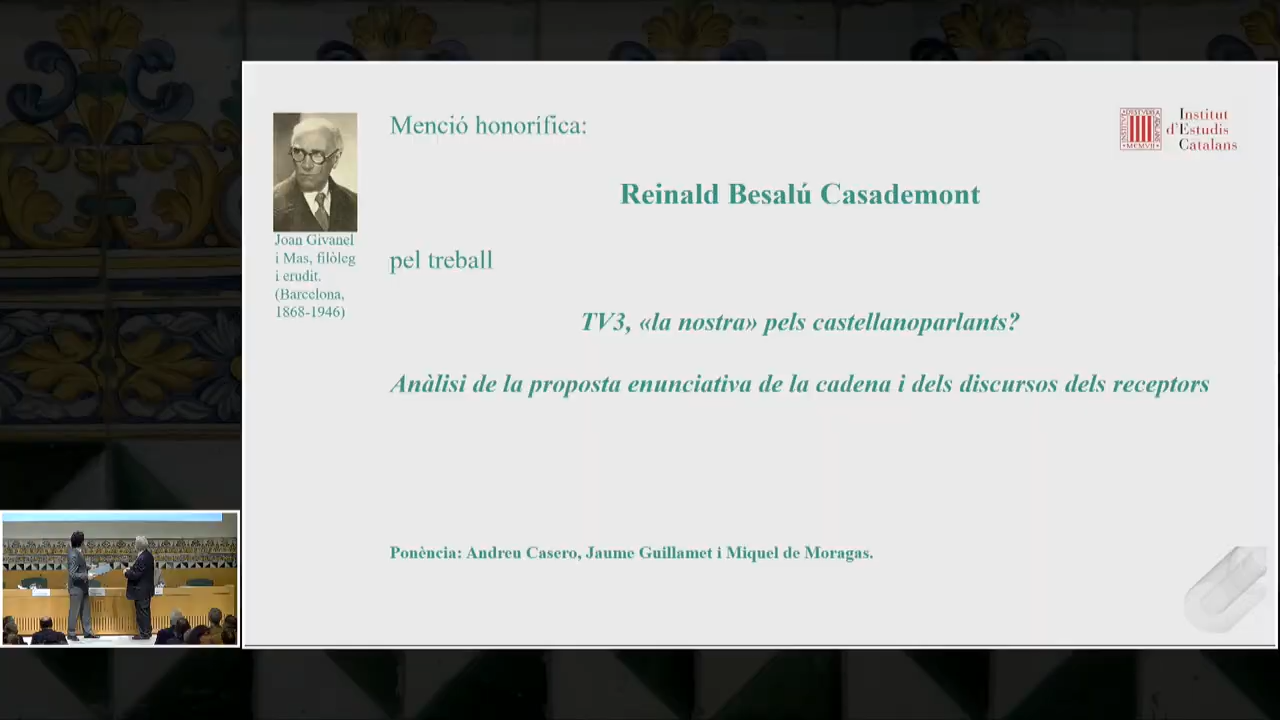 Menció honorífica:
Institut
d'Estudis
Catalans
Reinald Besalú Casademont
Joan Givanel
i Mas, filòleg
i erudit.
(Barcelona,
1868-1946)
pel treball
TV3, «la nostra» pels castellanoparlants?
Anàlisi de la proposta enunciativa de la cadena i dels discursos dels receptors
Ponència: Andreu Casero, Jaume Guillamet i Miquel de Moragas.